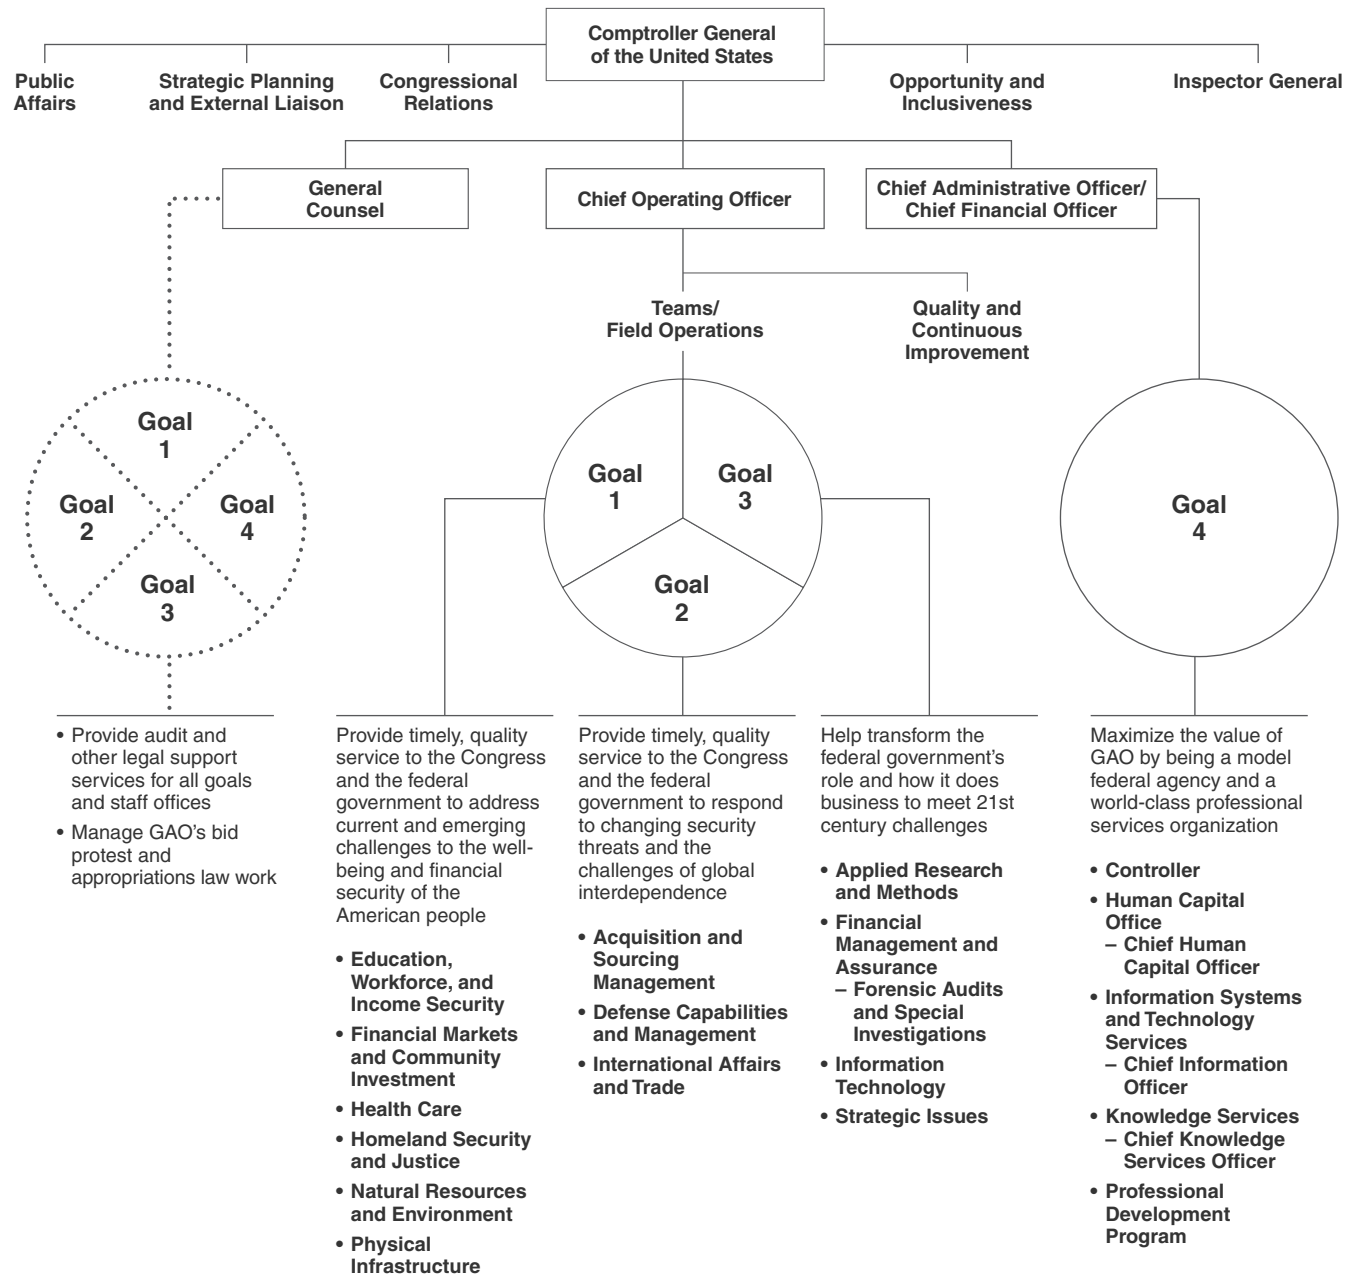 Comptroller General
of the United States
Public
Affairs
Strategic Planning
and External Liaison
Congressional
Relations
Opportunity and
Inclusiveness
Inspector General
General
Counsel
Chief Operating Officer
Chief Administrative Officer/
Chief Financial Officer
Teams/
Field Operations
Quality and
Continuous
Improvement
Goal
1
Goal
2
Goal
4
Goal
3
Goal
1
Goal
3
Goal
2
Goal
4
• Provide audit and
other legal support
services for all goals
and staff offices
• Manage GAO's bid
protest and
appropriations law work
Provide timely, quality
service to the Congress
and the federal
government to address
current and emerging
challenges to the well-
being and financial
security of the
American people
• Education,
Workforce, and
Income Security
• Financial Markets
and Community
Investment
• Health Care
• Homeland Security
and Justice
• Natural Resources
and Environment
• Physical
Infrastructure
Provide timely, quality
service to the Congress
and the federal
government to respond
to changing security
threats and the
challenges of global
interdependence
• Acquisition and
Sourcing
Management
• Defense Capabilities
and Management
• International Affairs
and Trade
Help transform the
federal government's
role and how it does
business to meet 21st
century challenges
• Applied Research
and Methods
• Financial
Management and
Assurance
– Forensic Audits
and Special
Investigations
• Information
Technology
• Strategic Issues
Maximize the value of
GAO by being a model
federal agency and a
world-class professional
services organization
• Controller
• Human Capital
Office
– Chief Human
Capital Officer
• Information Systems
and Technology
Services
– Chief Information
Officer
• Knowledge Services
– Chief Knowledge
Services Officer
• Professional
Development
Program